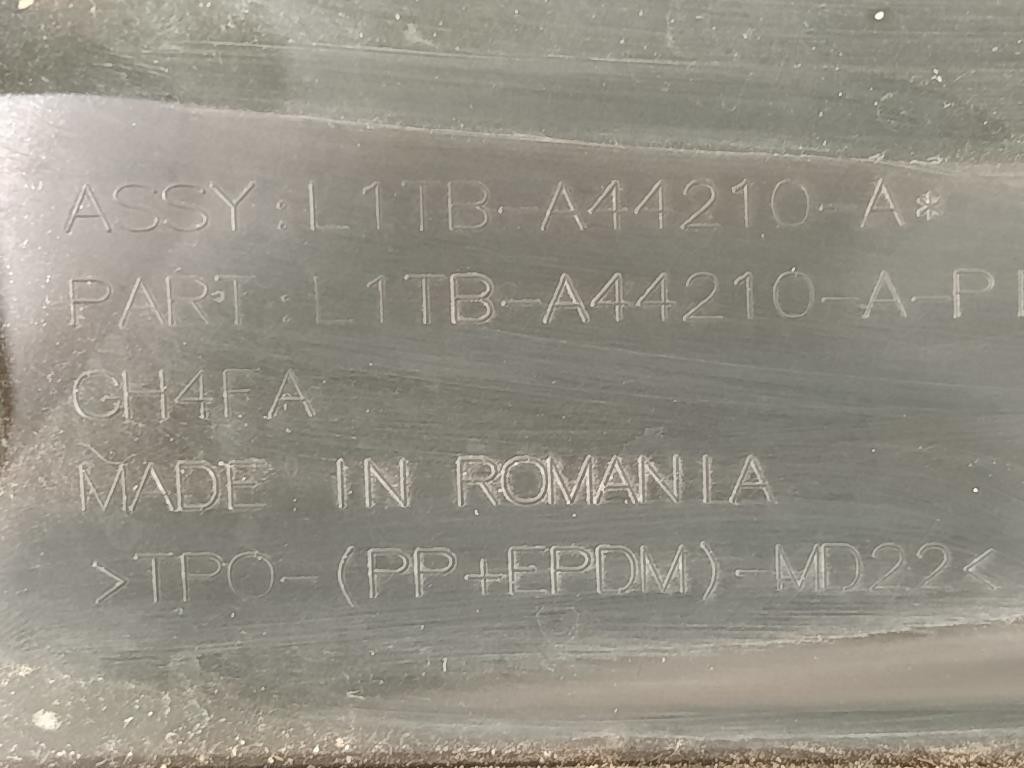 ASSY:L1TB-A44210-A*
PART:L1TB-A44210-A-P
GH4FA
MADE IN ROMANIA
>TPO-(PP+EPDM)-MD22<